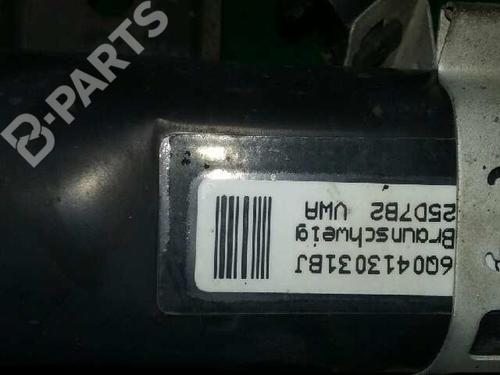 B-PARTS
6Q0413031BJ
Braunschweig
25D7B2 VWA